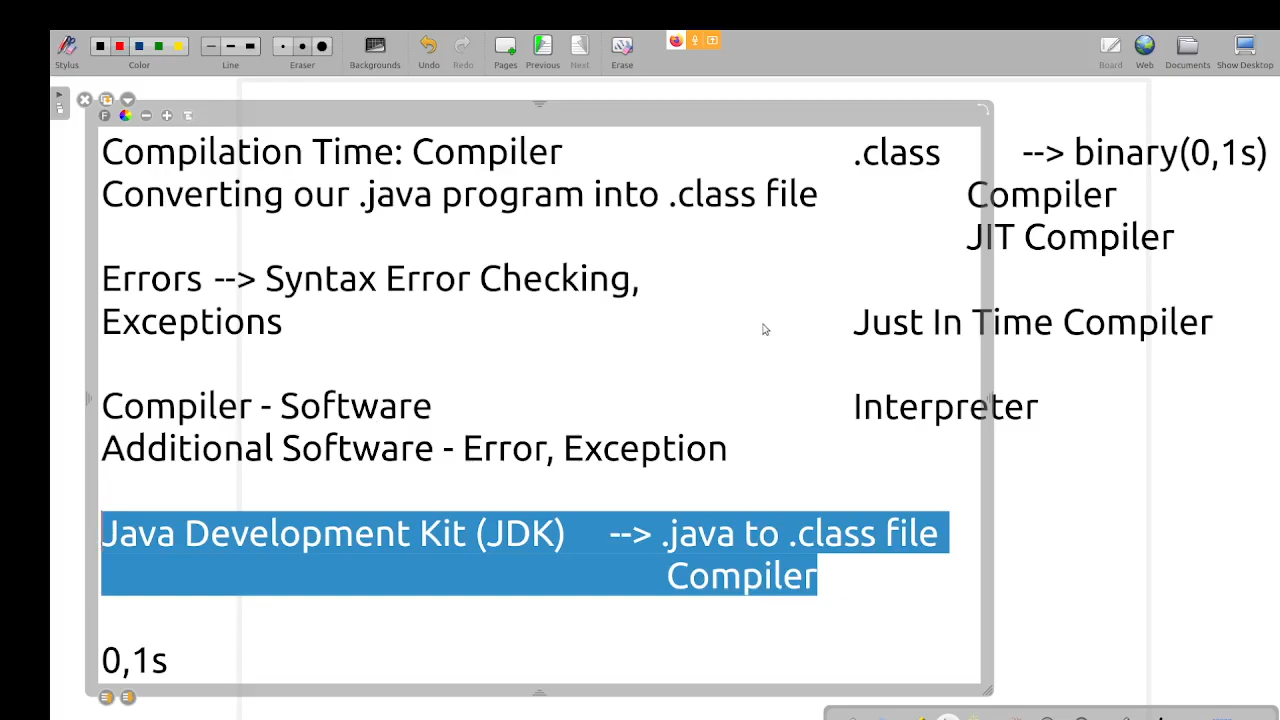 Stylus Color Line Eraser Backgrounds Undo Redo Pages Previous Next Erase Board Web Documents Show Desktop
Compilation Time: Compiler
Converting our .java program into .class file
Errors --> Syntax Error Checking,
Exceptions
Compiler - Software
Additional Software - Error, Exception
Java Development Kit (JDK) --> .java to .class file
Compiler
0,1s
.class --> binary(0,1s)
Compiler
JIT Compiler
Just In Time Compiler
Interpreter